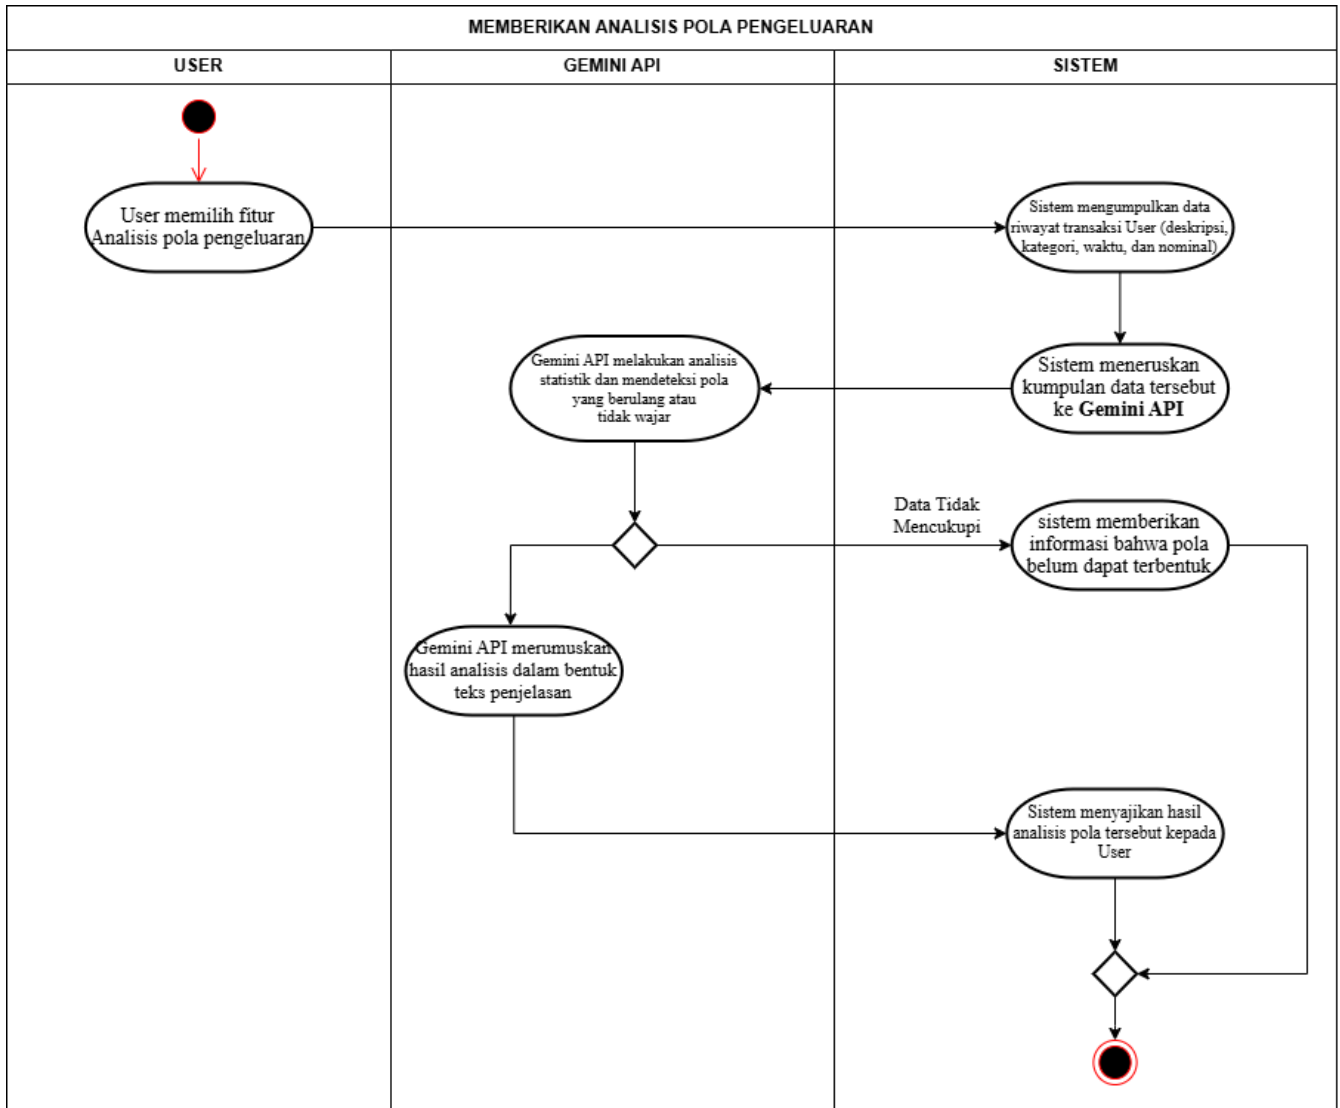 MEMBERIKAN ANALISIS POLA PENGELUARAN
USER
GEMINI API
SISTEM
User memilih fitur
Analisis pola pengeluaran
Sistem mengumpulkan data
riwayat transaksi User (deskripsi,
kategori, waktu, dan nominal)
Gemini API melakukan analisis
statistik dan mendeteksi pola
yang berulang atau
tidak wajar
Sistem meneruskan
kumpulan data tersebut
ke Gemini API
Data Tidak
Mencukupi
sistem memberikan
informasi bahwa pola
belum dapat terbentuk
Gemini API merumuskan
hasil analisis dalam bentuk
teks penjelasan
Sistem menyajikan hasil
analisis pola tersebut kepada
User